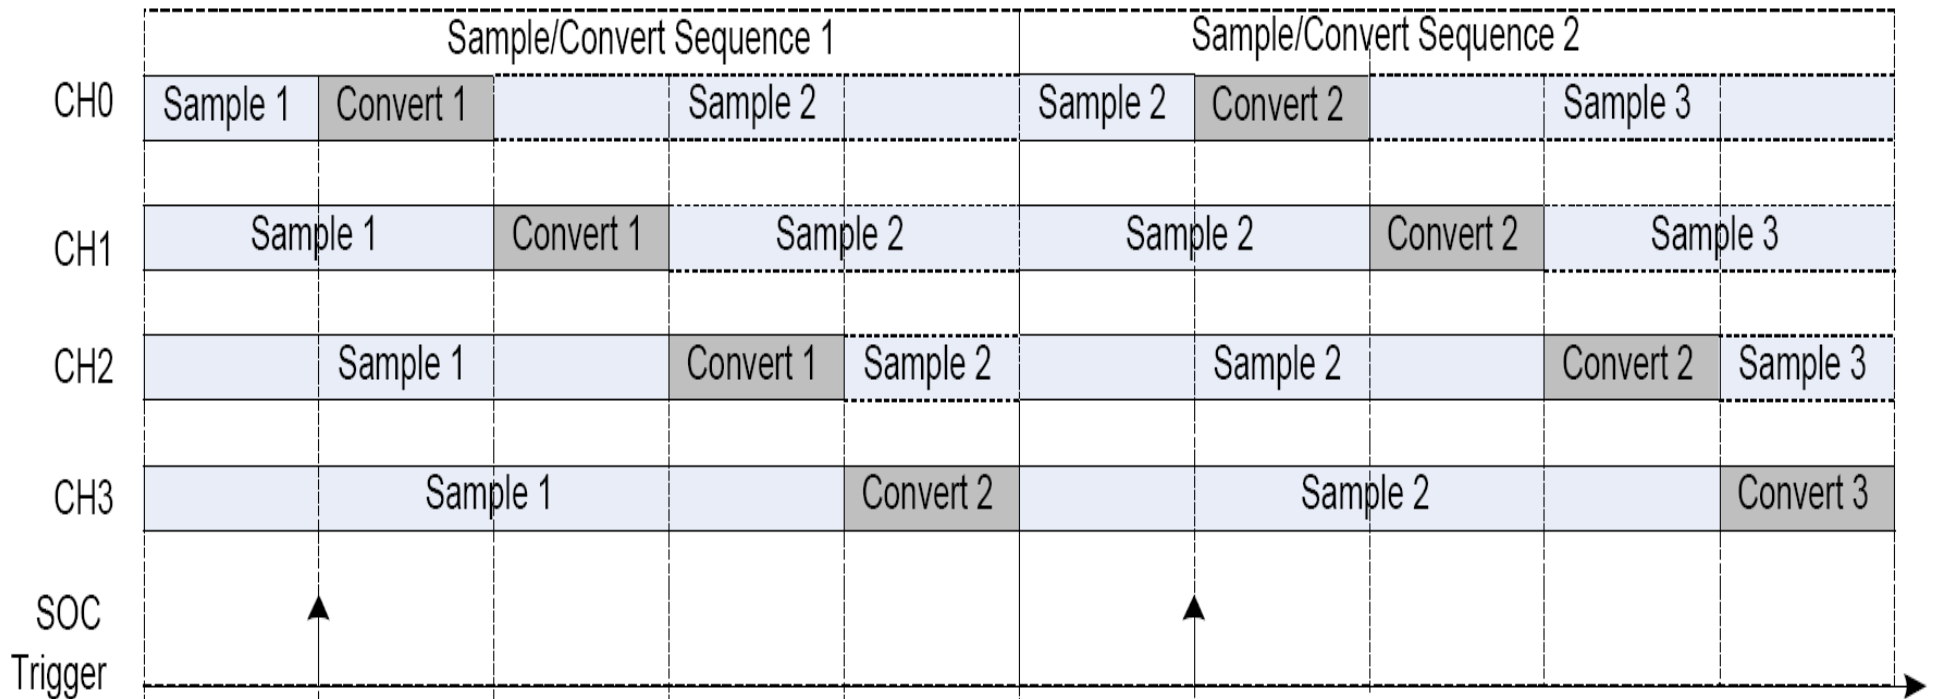 Sample/Convert Sequence 1 Sample/Convert Sequence 2
CH0 Sample 1 Convert 1 Sample 2 Sample 2 Convert 2 Sample 3
CH1 Sample 1 Convert 1 Sample 2 Sample 2 Convert 2 Sample 3
CH2 Sample 1 Convert 1 Sample 2 Sample 2 Convert 2 Sample 3
CH3 Sample 1 Convert 2 Sample 2 Convert 3
SOC
Trigger